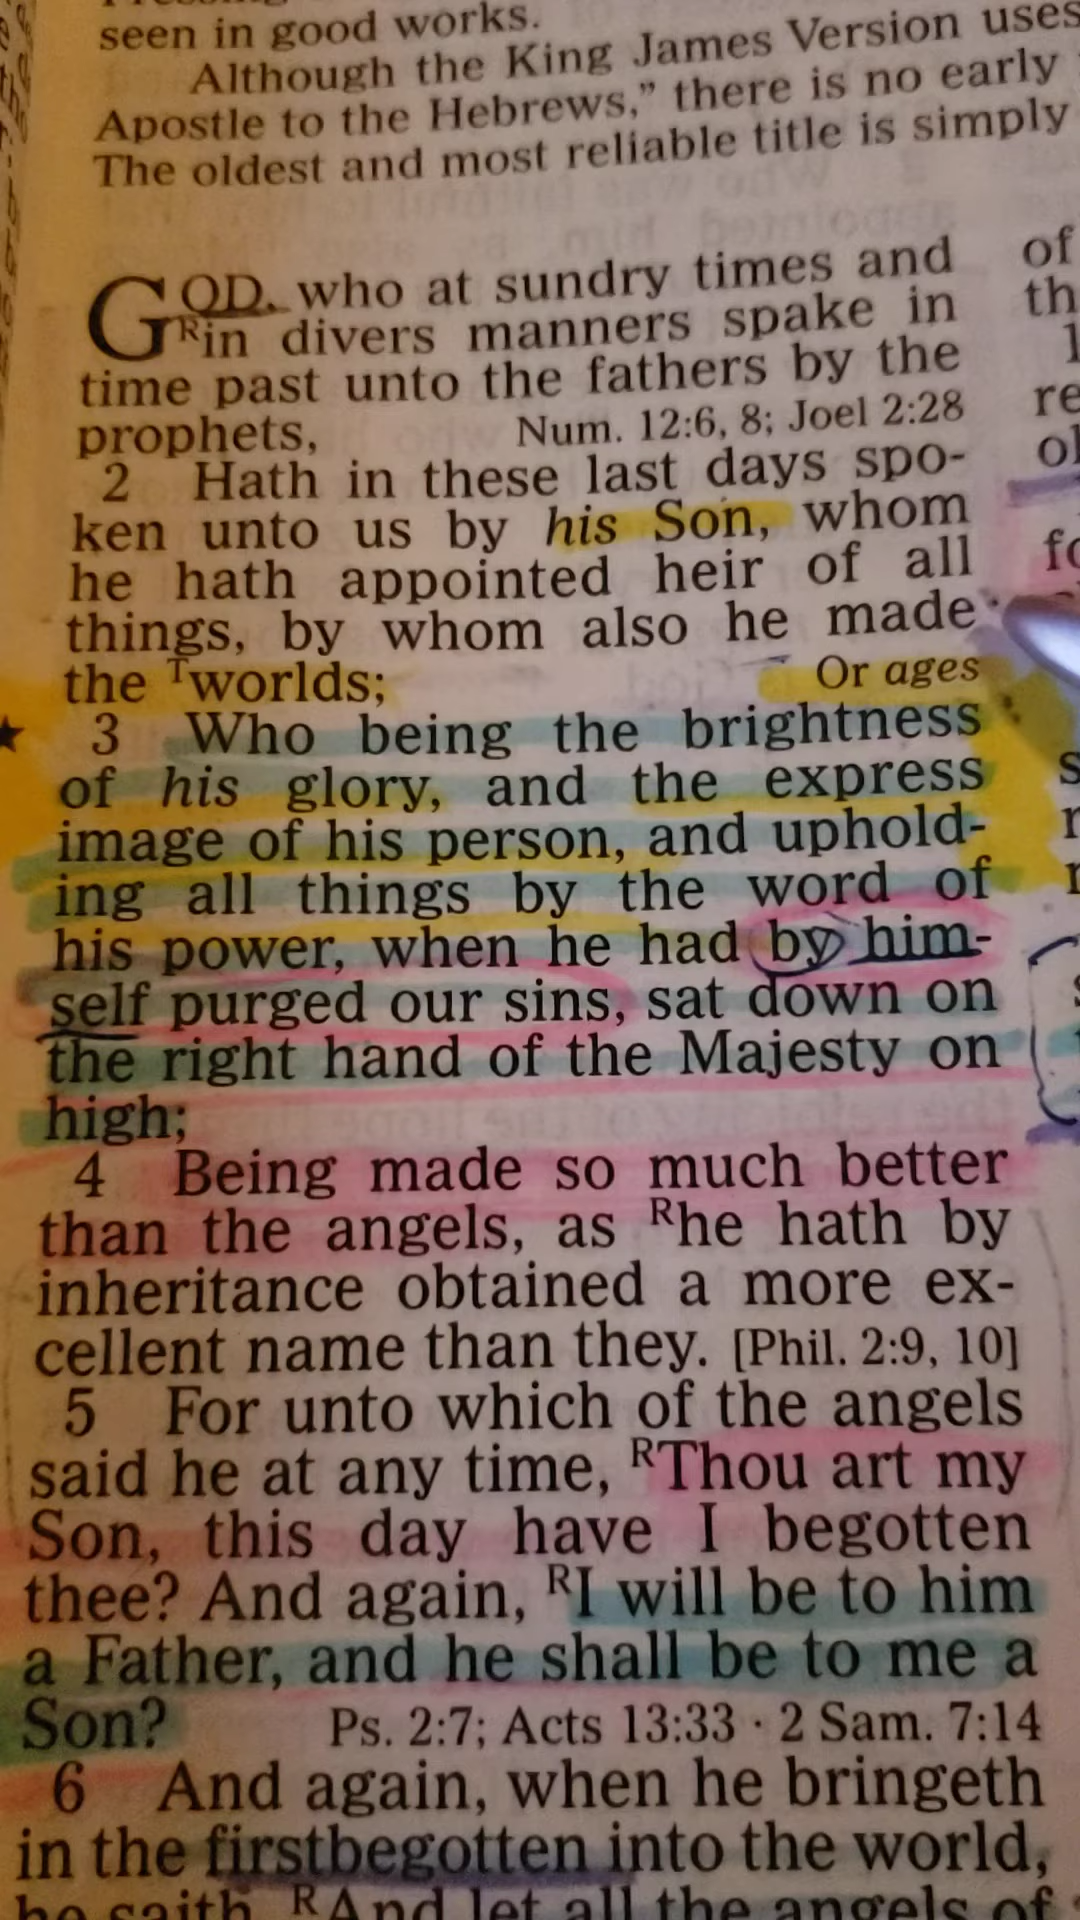 seen in good works.
Although the King James Version uses
Apostle to the Hebrews,” there is no early
The oldest and most reliable title is simply
GOD, who at sundry times and
Rin divers manners spake in
time past unto the fathers by the
prophets, Num. 12:6, 8; Joel 2:28
2 Hath in these last days spo-
ken unto us by his Son, whom
he hath appointed heir of all
things, by whom also he made
the Tworlds; Or ages
3 Who being the brightness
of his glory, and the express
image of his person, and uphold-
ing all things by the word of
his power, when he had by him-
self purged our sins, sat down on
the right hand of the Majesty on
high;
4 Being made so much better
than the angels, as Rhe hath by
inheritance obtained a more ex-
cellent name than they. [Phil. 2:9, 10]
5 For unto which of the angels
said he at any time, RThou art my
Son, this day have I begotten
thee? And again, RI will be to him
a Father, and he shall be to me a
Son? Ps. 2:7; Acts 13:33 · 2 Sam. 7:14
6 And again, when he bringeth
in the firstbegotten into the world,
he saith, RAnd let all the angels of
of